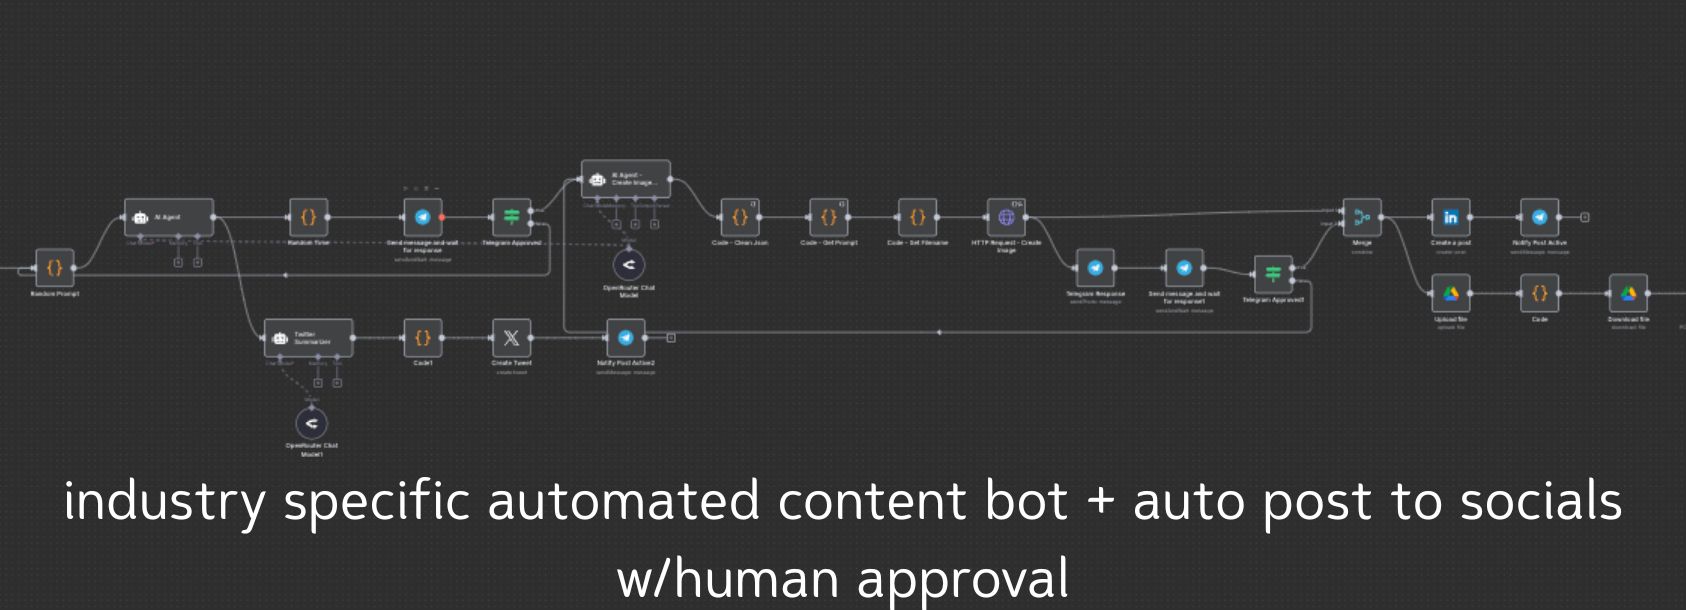 AI Agent -
Create Image...
AI Agent
Random Time
Send message and wait
for response
Telegram Approved
Code - Clean Json
Code - Get Prompt
Code - Get Filename
HTTP Request - Create
Image
Merge
Create a post
Notify Post Active
Random Prompt
OpenRouter Chat
Model
Telegram Response
Send message and wait
for response1
Telegram Approved1
Upload file
Code
Download file
Twitter
Summarizer
Code1
Create Tweet
Notify Post Active2
OpenRouter Chat
Model1
industry specific automated content bot + auto post to socials
w/human approval